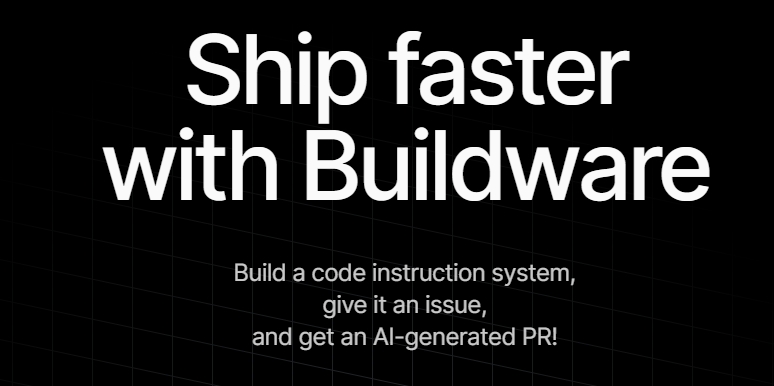 Ship faster
with Buildware
Build a code instruction system,
give it an issue,
and get an AI-generated PR!